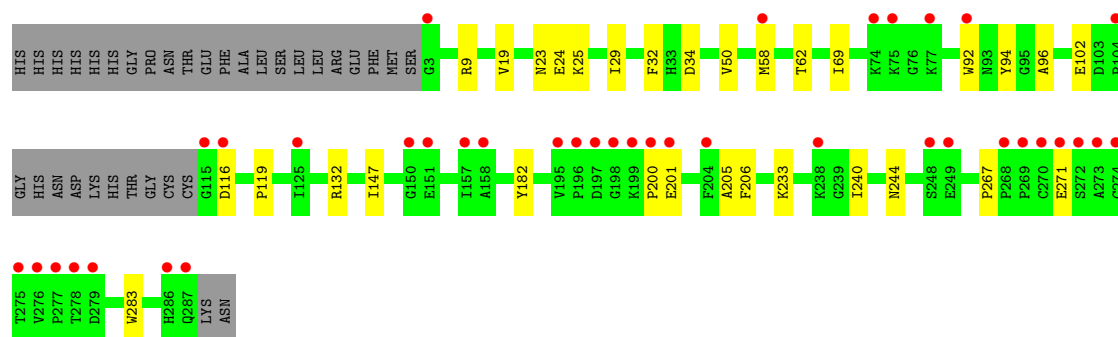 HIS HIS HIS HIS HIS HIS GLY PRO ASN THR GLU PHE ALA LEU SER LEU LEU ARG GLU PHE MET SER G3 R9 V19 N23 E24 K25 I29 F32 H33 D34 V50 M58 T62 I69 K74 K75 G76 K77 W92 N93 Y94 G95 A96 E102 D103
GLY HIS ASN ASP LYS HIS THR GLY CYS CYS G115 D116 P119 I125 R132 I147 G150 E151 I157 A158 Y182 V195 P196 D197 G198 K199 P200 E201 F204 A205 F206 K233 K238 G239 I240 N244 S248 E249 P267 P268 P269 C270 E271 S272 A273 A274
T275 V276 P277 T278 D279 W283 H286 Q287 LYS ASN